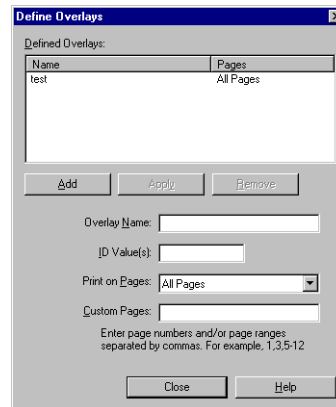 Define Overlays
Defined Overlays:
Name Pages
test All Pages
Add Apply Remove
Overlay Name:
ID Value(s):
Print on Pages: All Pages
Custom Pages:
Enter page numbers and/or page ranges
separated by commas. For example, 1,3,5-12
Close Help